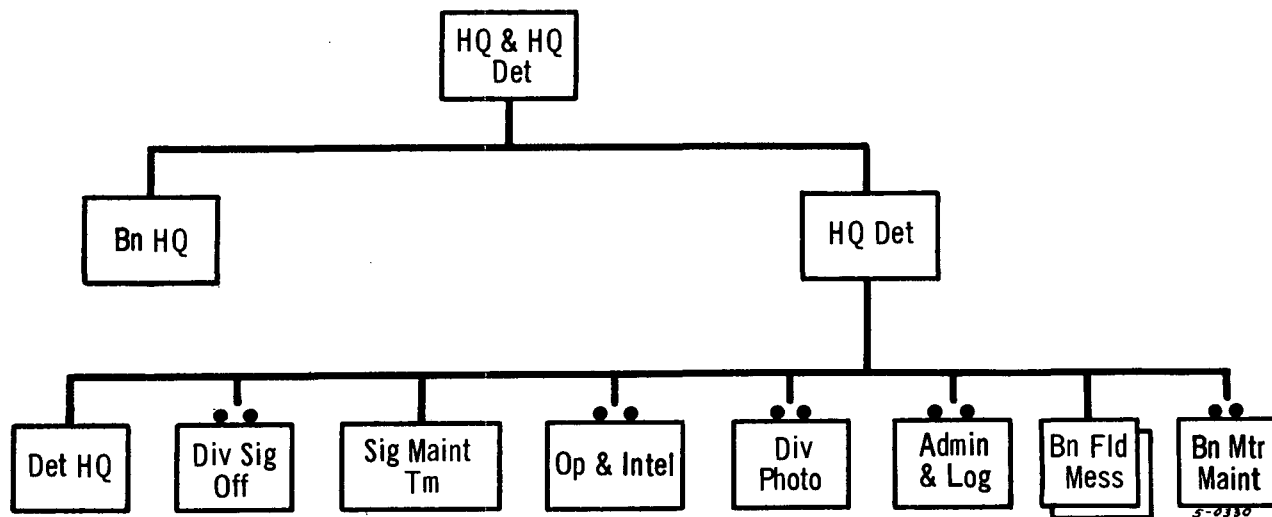 HQ & HQ
Det
Bn HQ
HQ Det
Det HQ
Div Sig
Off
Sig Maint
Tm
Op & Intel
Div
Photo
Admin
& Log
Bn Fld
Mess
Bn Mtr
Maint
5-0330